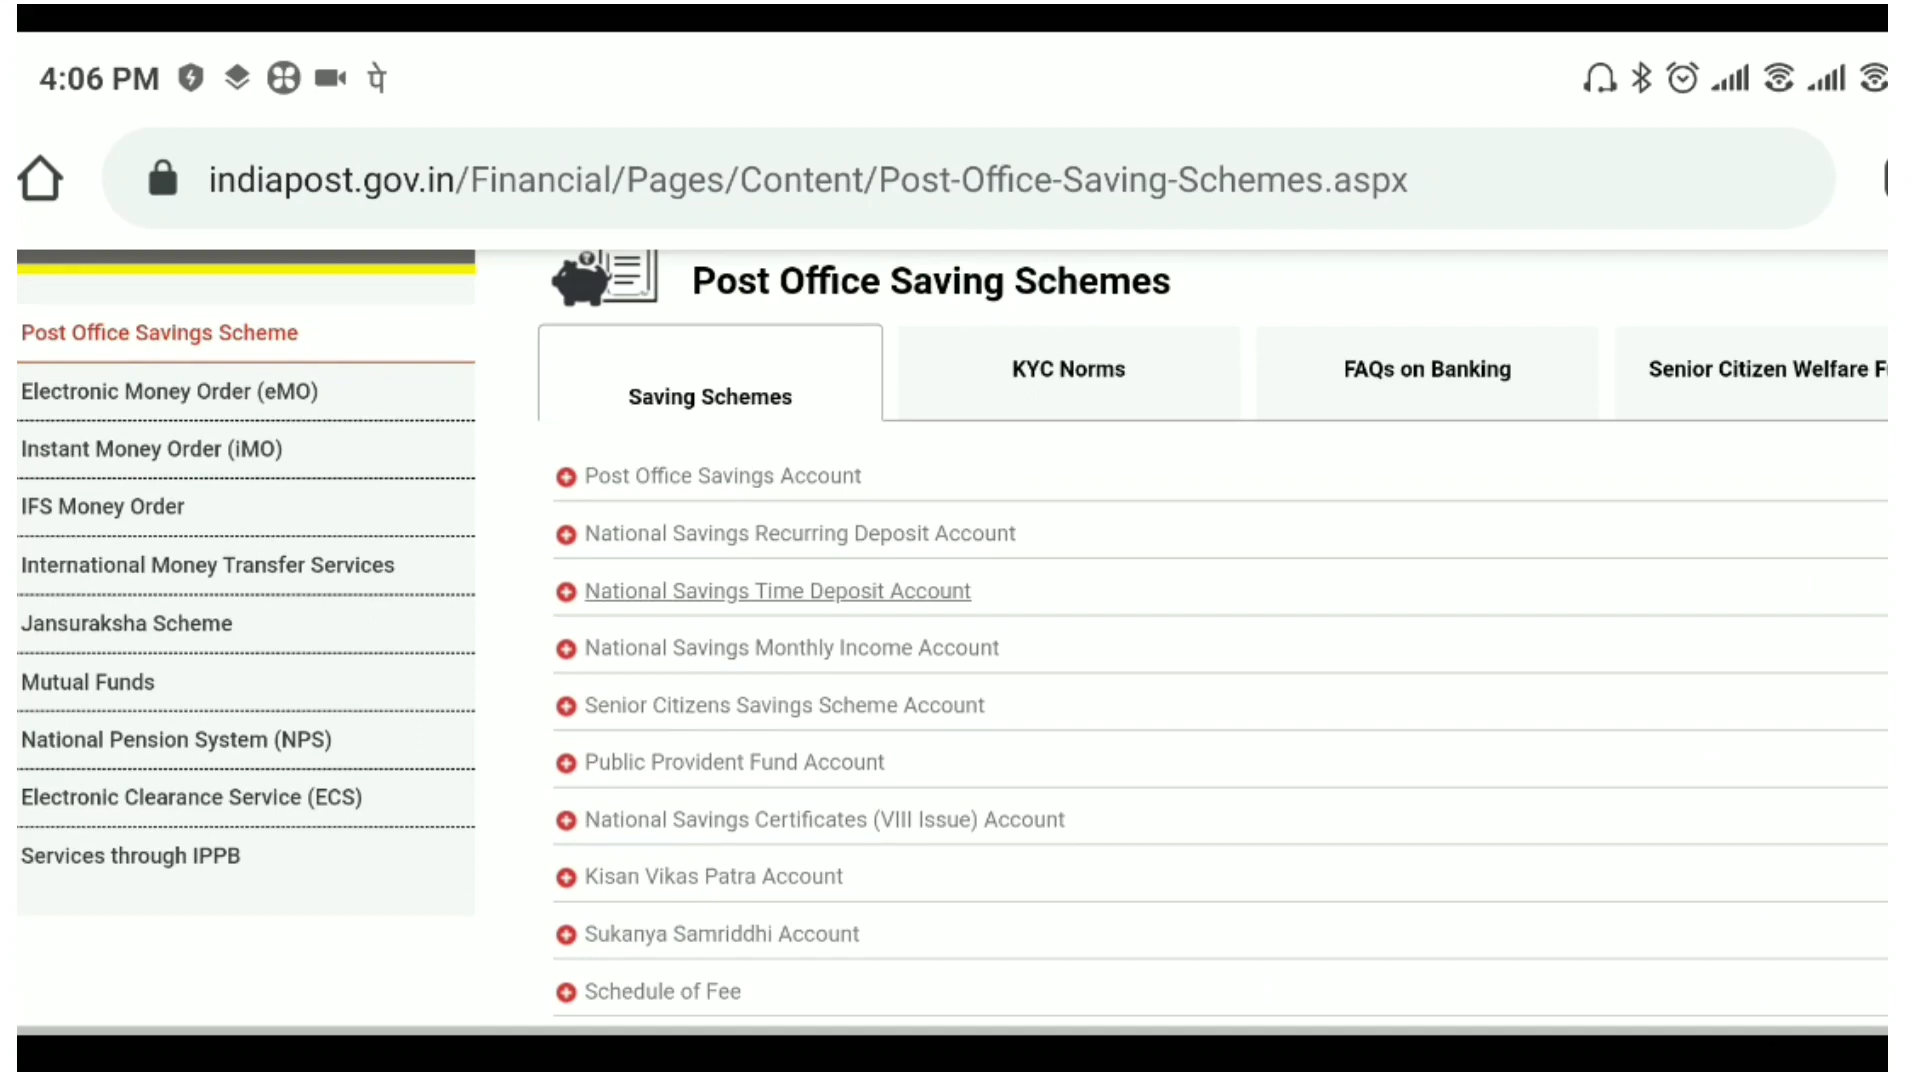 4:06 PM पे
indiapost.gov.in/Financial/Pages/Content/Post-Office-Saving-Schemes.aspx
Post Office Savings Scheme
Electronic Money Order (eMO)
Instant Money Order (iMO)
IFS Money Order
International Money Transfer Services
Jansuraksha Scheme
Mutual Funds
National Pension System (NPS)
Electronic Clearance Service (ECS)
Services through IPPB
Post Office Saving Schemes
Saving Schemes
KYC Norms
FAQs on Banking
Senior Citizen Welfare F
Post Office Savings Account
National Savings Recurring Deposit Account
National Savings Time Deposit Account
National Savings Monthly Income Account
Senior Citizens Savings Scheme Account
Public Provident Fund Account
National Savings Certificates (VIII Issue) Account
Kisan Vikas Patra Account
Sukanya Samriddhi Account
Schedule of Fee